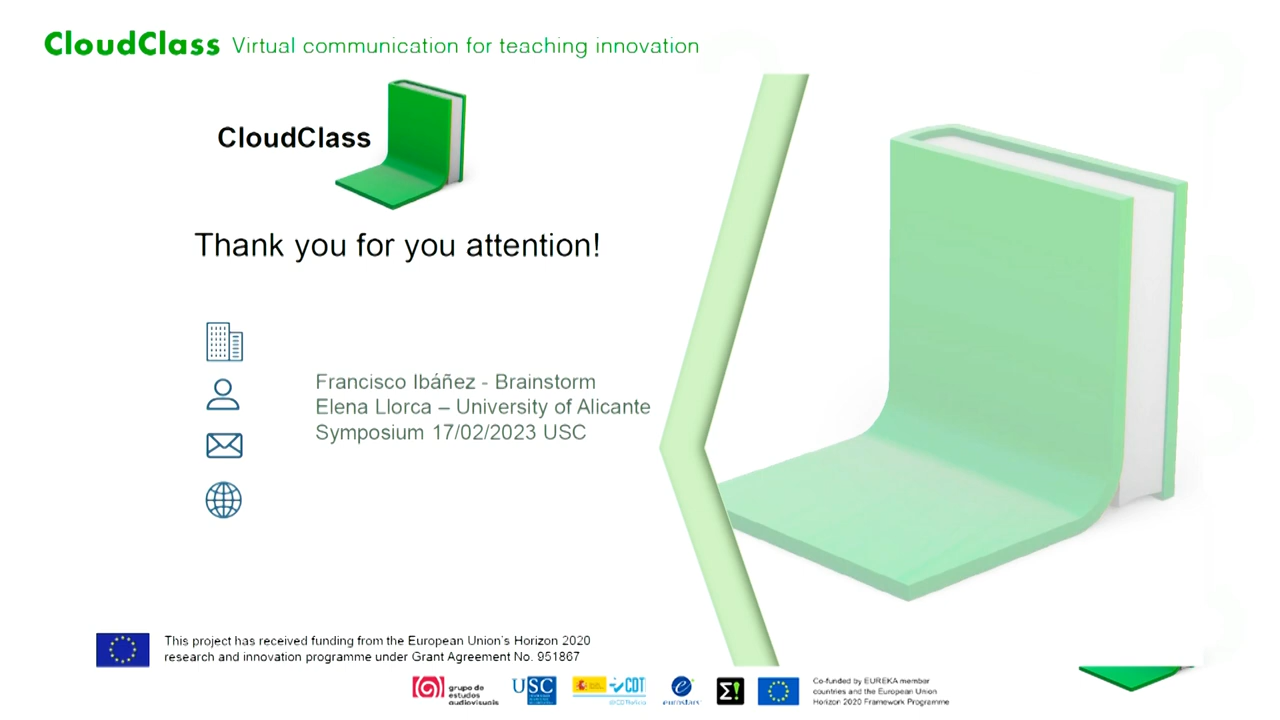 CloudClass Virtual communication for teaching innovation
CloudClass
Thank you for you attention!
Francisco Ibáñez - Brainstorm
Elena Llorca – University of Alicante
Symposium 17/02/2023 USC
This project has received funding from the European Union's Horizon 2020
research and innovation programme under Grant Agreement No. 951867
grupo de
estudos
audiovisuais
USC
CDTI
eurostars
Σ!
Co-funded by EUREKA member
countries and the European Union
Horizon 2020 Framework Programme